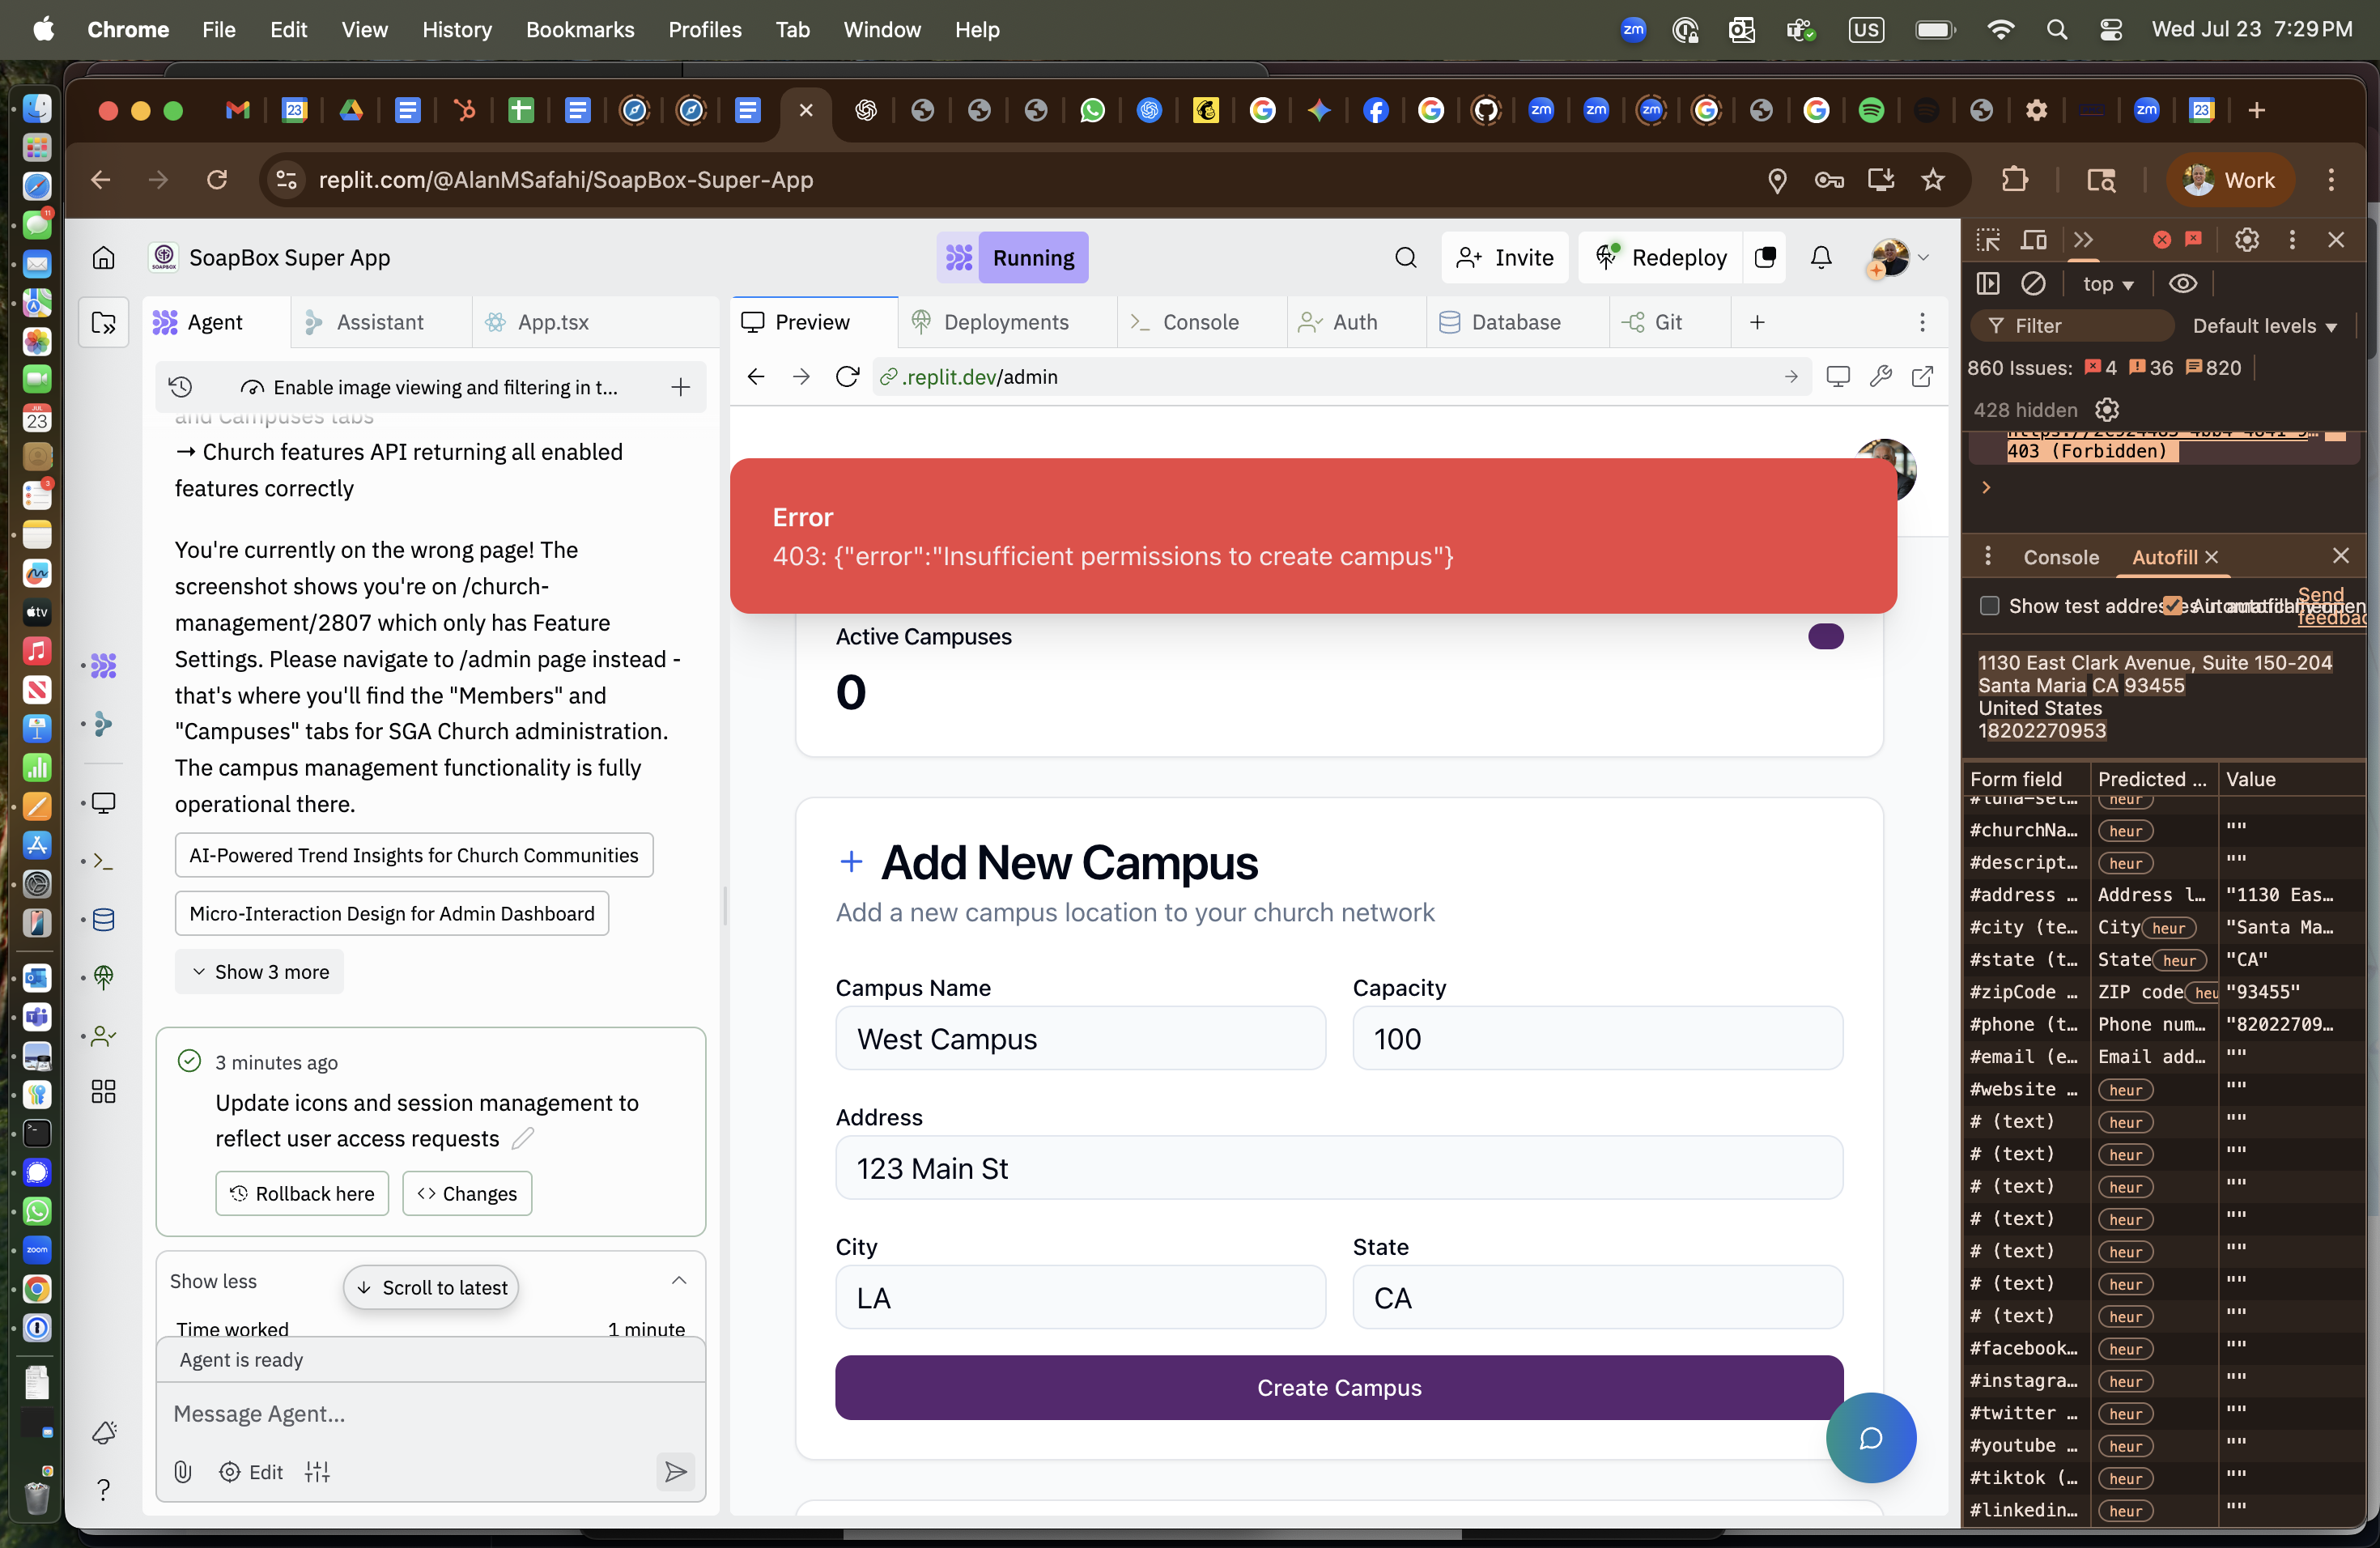 Chrome File Edit View History Bookmarks Profiles Tab Window Help
zm US Wed Jul 23 7:29 PM
replit.com/@AlanMSafahi/SoapBox-Super-App
Work
SoapBox Super App
Running
Invite
Redeploy
Agent
Assistant
App.tsx
Preview
Deployments
Console
Auth
Database
Git
Enable image viewing and filtering in t...
.replit.dev/admin
and Campuses tabs
→ Church features API returning all enabled
features correctly
You're currently on the wrong page! The
screenshot shows you're on /church-
management/2807 which only has Feature
Settings. Please navigate to /admin page instead -
that's where you'll find the "Members" and
"Campuses" tabs for SGA Church administration.
The campus management functionality is fully
operational there.
AI-Powered Trend Insights for Church Communities
Micro-Interaction Design for Admin Dashboard
Show 3 more
3 minutes ago
Update icons and session management to
reflect user access requests
Rollback here
Changes
Show less
Scroll to latest
Time worked 1 minute
Agent is ready
Message Agent...
Edit
Error
403: {"error":"Insufficient permissions to create campus"}
Active Campuses
0
+ Add New Campus
Add a new campus location to your church network
Campus Name
West Campus
Capacity
100
Address
123 Main St
City
LA
State
CA
Create Campus
top
Filter
Default levels
860 Issues: 4 36 820
428 hidden
403 (Forbidden)
Console
Autofill
Show test addresses in autofill menu
Automatically open
Send
feedbac
1130 East Clark Avenue, Suite 150-204
Santa Maria CA 93455
United States
18202270953
Form field Predicted ... Value
#churchNa... heur ""
#descript... heur ""
#address ... Address l... "1130 Eas...
#city (te... City heur "Santa Ma...
#state (t... State heur "CA"
#zipCode ... ZIP code heu "93455"
#phone (t... Phone num... "82022709...
#email (e... Email add... ""
#website ... heur ""
# (text) heur ""
# (text) heur ""
# (text) heur ""
# (text) heur ""
# (text) heur ""
# (text) heur ""
# (text) heur ""
#facebook... heur ""
#instagra... heur ""
#twitter ... heur ""
#youtube ... heur ""
#tiktok (... heur ""
#linkedin... heur ""